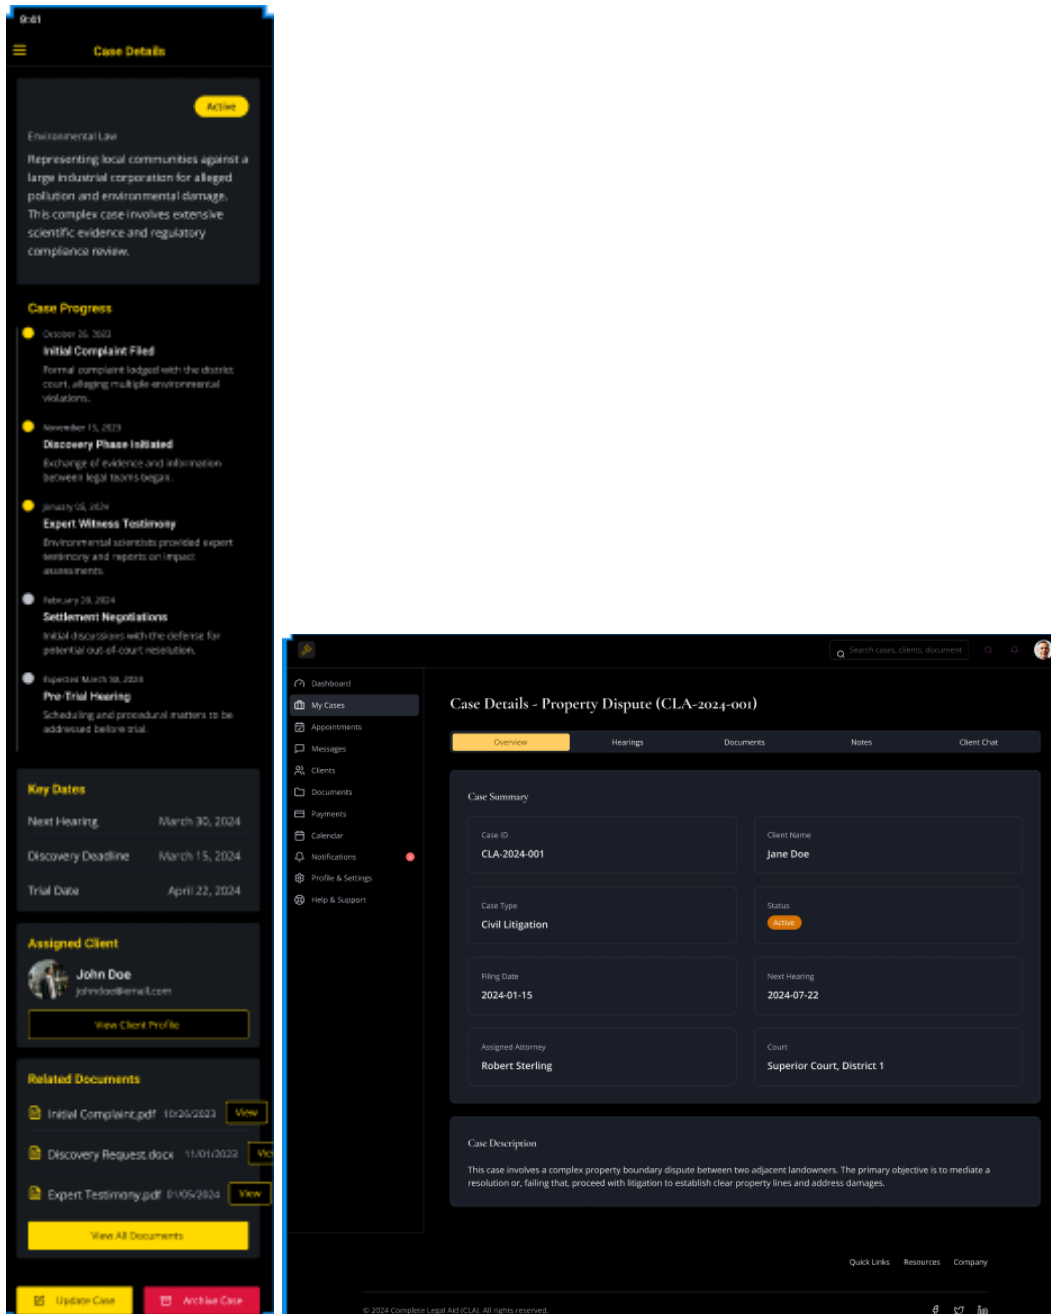 9:41
Case Details
Active
Environmental Law
Representing local communities against a
large industrial corporation for alleged
pollution and environmental damage.
This complex case involves extensive
scientific evidence and regulatory
compliance review.
Case Progress
October 26, 2023
Initial Complaint Filed
Formal complaint lodged with the district
court, alleging multiple environmental
violations.
November 15, 2023
Discovery Phase Initiated
Exchange of evidence and information
between legal teams began.
January 05, 2024
Expert Witness Testimony
Environmental scientists provided expert
testimony and reports on impact
assessments.
February 28, 2024
Settlement Negotiations
Initial discussions with the defense for
potential out-of-court resolution.
Expected March 30, 2024
Pre-Trial Hearing
Scheduling and procedural matters to be
addressed before trial.
Key Dates
Next Hearing March 30, 2024
Discovery Deadline March 15, 2024
Trial Date April 22, 2024
Assigned Client
John Doe
johndoe@email.com
View Client Profile
Related Documents
Initial Complaint.pdf 10/26/2023 View
Discovery Request.docx 11/01/2023
Expert Testimony.pdf 01/05/2024 View
View All Documents
Update Case Archive Case
Search cases, clients, document
Dashboard
My Cases
Appointments
Messages
Clients
Documents
Payments
Calendar
Notifications
Profile & Settings
Help & Support
Case Details - Property Dispute (CLA-2024-001)
Overview Hearings Documents Notes Client Chat
Case Summary
Case ID
CLA-2024-001
Client Name
Jane Doe
Case Type
Civil Litigation
Status
Active
Filing Date
2024-01-15
Next Hearing
2024-07-22
Assigned Attorney
Robert Sterling
Court
Superior Court, District 1
Case Description
This case involves a complex property boundary dispute between two adjacent landowners. The primary objective is to mediate a
resolution or, failing that, proceed with litigation to establish clear property lines and address damages.
Quick Links Resources Company
© 2024 Complete Legal Aid (CLA). All rights reserved.